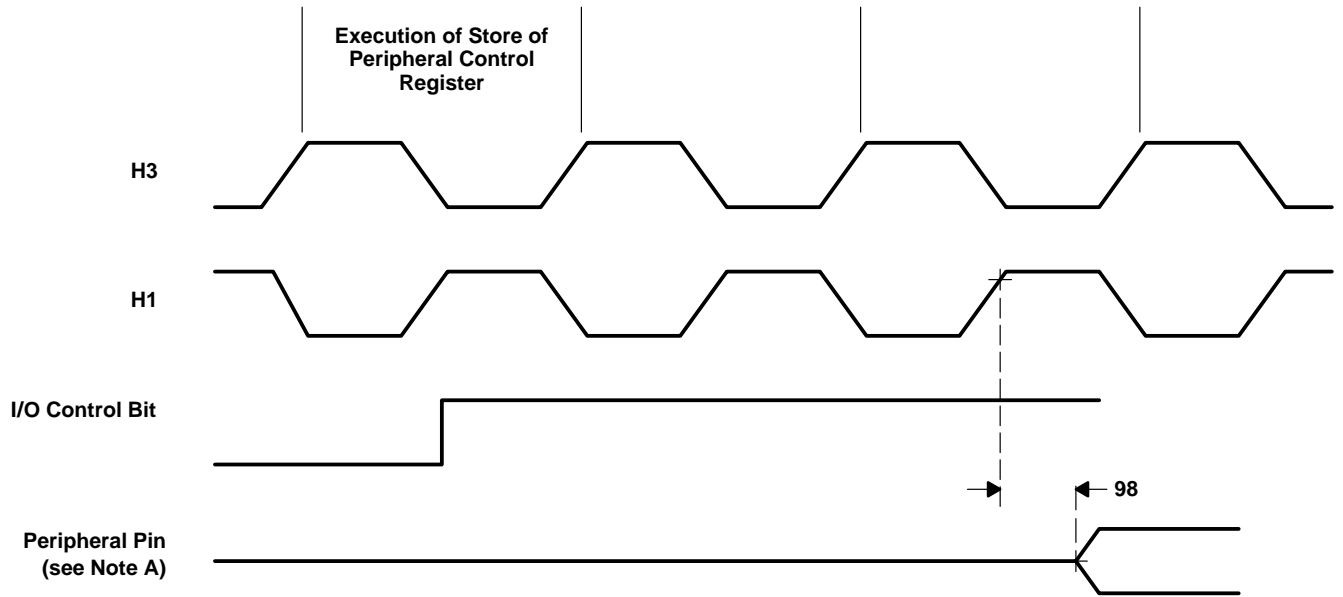 Execution of Store of
Peripheral Control
Register
H3
H1
I/O Control Bit
98
Peripheral Pin
(see Note A)